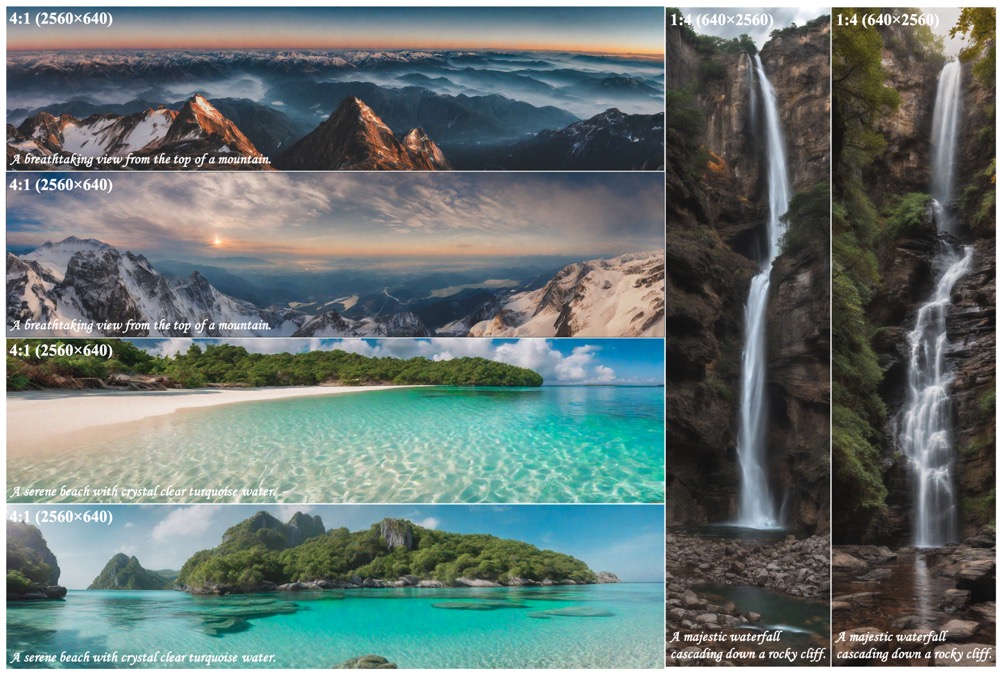 4:1 (2560×640)
A breathtaking view from the top of a mountain.
4:1 (2560×640)
A breathtaking view from the top of a mountain.
4:1 (2560×640)
A serene beach with crystal clear turquoise water.
4:1 (2560×640)
A serene beach with crystal clear turquoise water.
1:4 (640×2560)
A majestic waterfall
cascading down a rocky cliff.
1:4 (640×2560)
A majestic waterfall
cascading down a rocky cliff.